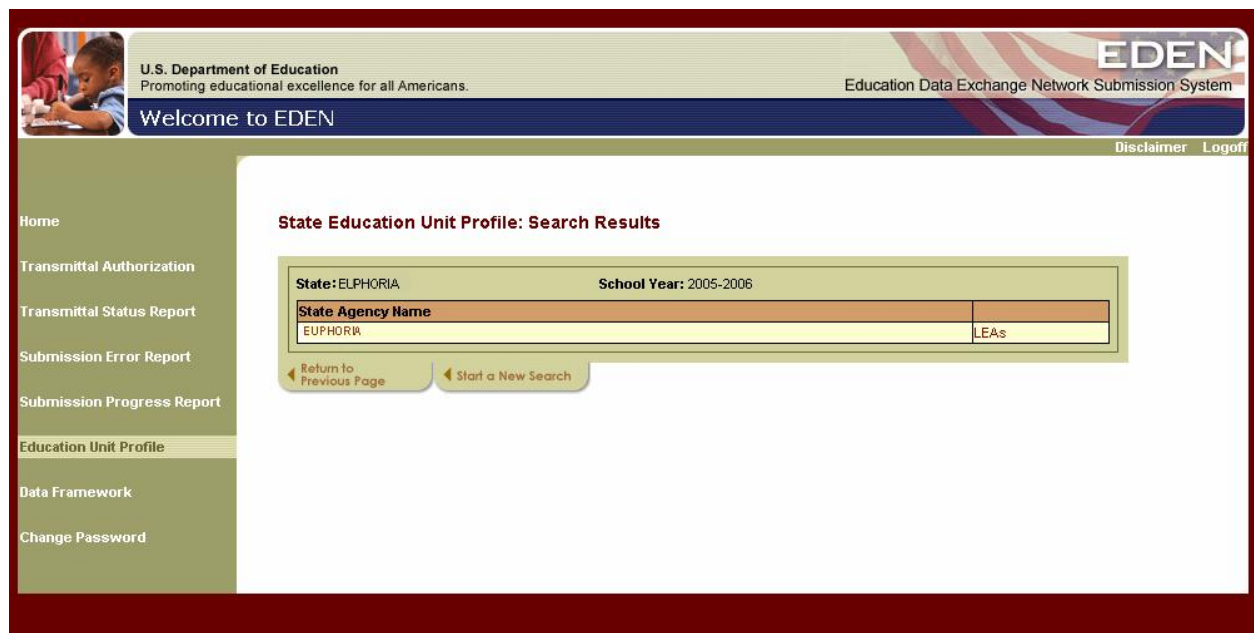 U.S. Department of Education
Promoting educational excellence for all Americans.
EDEN
Education Data Exchange Network Submission System
Welcome to EDEN
Disclaimer Logoff
Home
Transmittal Authorization
Transmittal Status Report
Submission Error Report
Submission Progress Report
Education Unit Profile
Data Framework
Change Password
State Education Unit Profile: Search Results
State: EUPHORIA School Year: 2005-2006
State Agency Name
EUPHORIA LEAs
Return to
Previous Page
Start a New Search